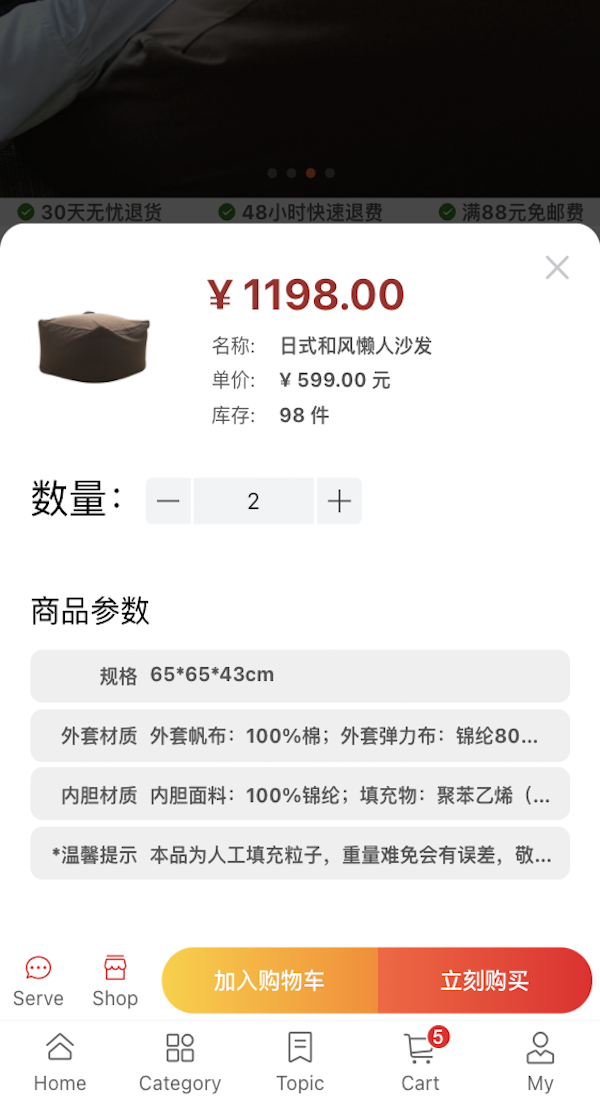 30天无忧退货 48小时快速退费 满88元免邮费
¥ 1198.00
名称: 日式和风懒人沙发
单价: ¥ 599.00 元
库存: 98 件
数量: 2
商品参数
规格 65*65*43cm
外套材质 外套帆布：100%棉；外套弹力布：锦纶80...
内胆材质 内胆面料：100%锦纶；填充物：聚苯乙烯（...
*温馨提示 本品为人工填充粒子，重量难免会有误差，敬...
Serve Shop 加入购物车 立刻购买
5
Home Category Topic Cart My